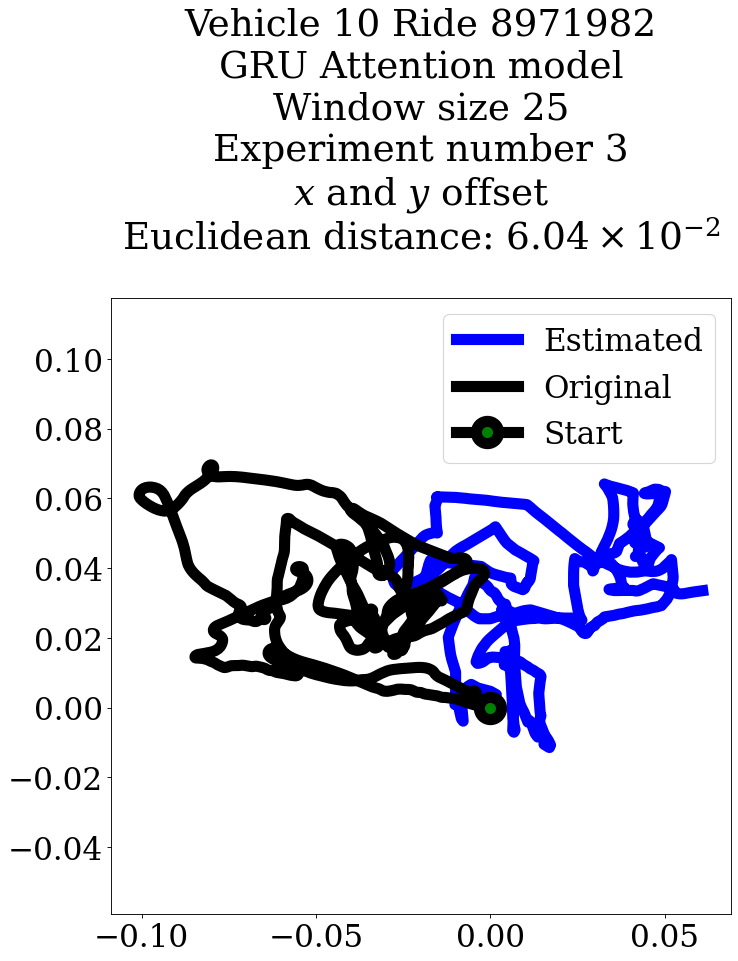 Vehicle 10 Ride 8971982
GRU Attention model
Window size 25
Experiment number 3
x and y offset
Euclidean distance: 6.04 × 10⁻²
Estimated
Original
Start
0.10
0.08
0.06
0.04
0.02
0.00
−0.02
−0.04
−0.10 −0.05 0.00 0.05